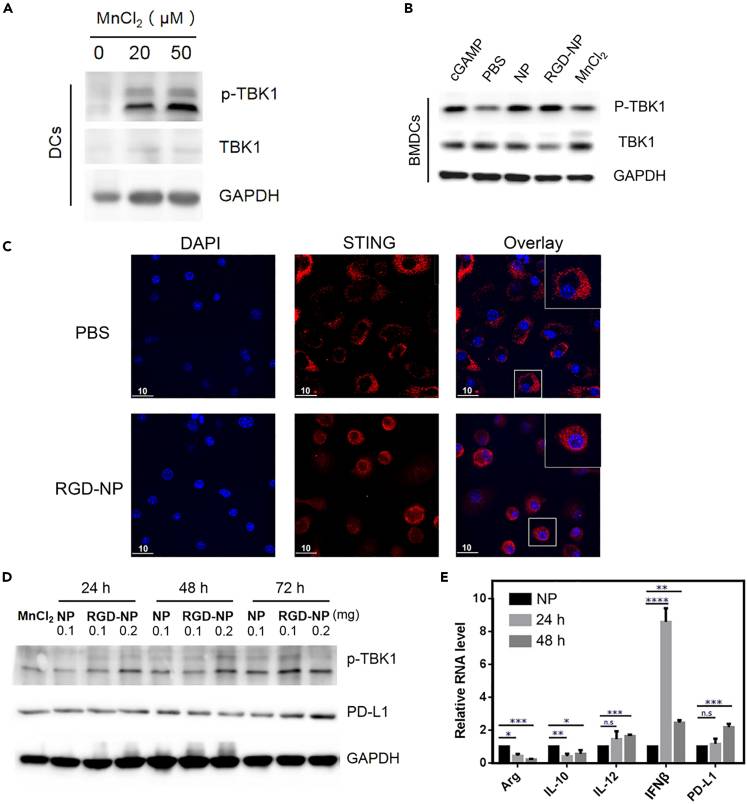 A
MnCl2 ( μM )
0 20 50
p-TBK1
TBK1
GAPDH
DCs
B
cGAMP PBS NP RGD-NP MnCl2
P-TBK1
TBK1
GAPDH
BMDCs
C
DAPI STING Overlay
PBS
10 10 10
RGD-NP
10 10 10
D
24 h 48 h 72 h
MnCl2 NP RGD-NP NP RGD-NP NP RGD-NP (mg)
0.1 0.1 0.2 0.1 0.1 0.2 0.1 0.1 0.2
p-TBK1
PD-L1
GAPDH
E
Relative RNA level
10
8
6
4
2
0
NP
24 h
48 h
***
*
*
**
***
n.s
**
****
***
n.s
Arg IL-10 IL-12 IFNβ PD-L1